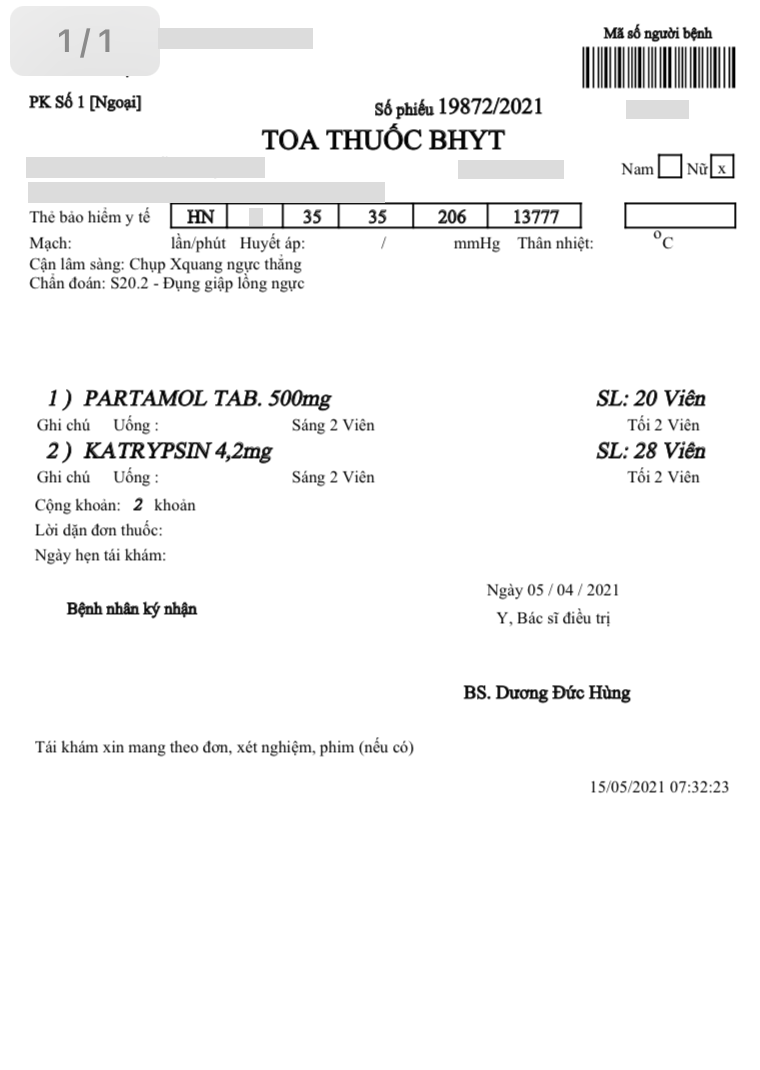 1/1
Mã số người bệnh
PK Số 1 [Ngoại]
Số phiếu 19872/2021
TOA THUỐC BHYT
Nam Nữ x
Thẻ bảo hiểm y tế HN 35 35 206 13777
Mạch: lần/phút Huyết áp: / mmHg Thân nhiệt: °C
Cận lâm sàng: Chụp Xquang ngực thẳng
Chẩn đoán: S20.2 - Đụng giập lồng ngực
1 ) PARTAMOL TAB. 500mg SL: 20 Viên
Ghi chú Uống : Sáng 2 Viên Tối 2 Viên
2 ) KATRYPSIN 4,2mg SL: 28 Viên
Ghi chú Uống : Sáng 2 Viên Tối 2 Viên
Cộng khoản: 2 khoản
Lời dặn đơn thuốc:
Ngày hẹn tái khám:
Ngày 05 / 04 / 2021
Bệnh nhân ký nhận
Y, Bác sĩ điều trị
BS. Dương Đức Hùng
Tái khám xin mang theo đơn, xét nghiệm, phim (nếu có)
15/05/2021 07:32:23